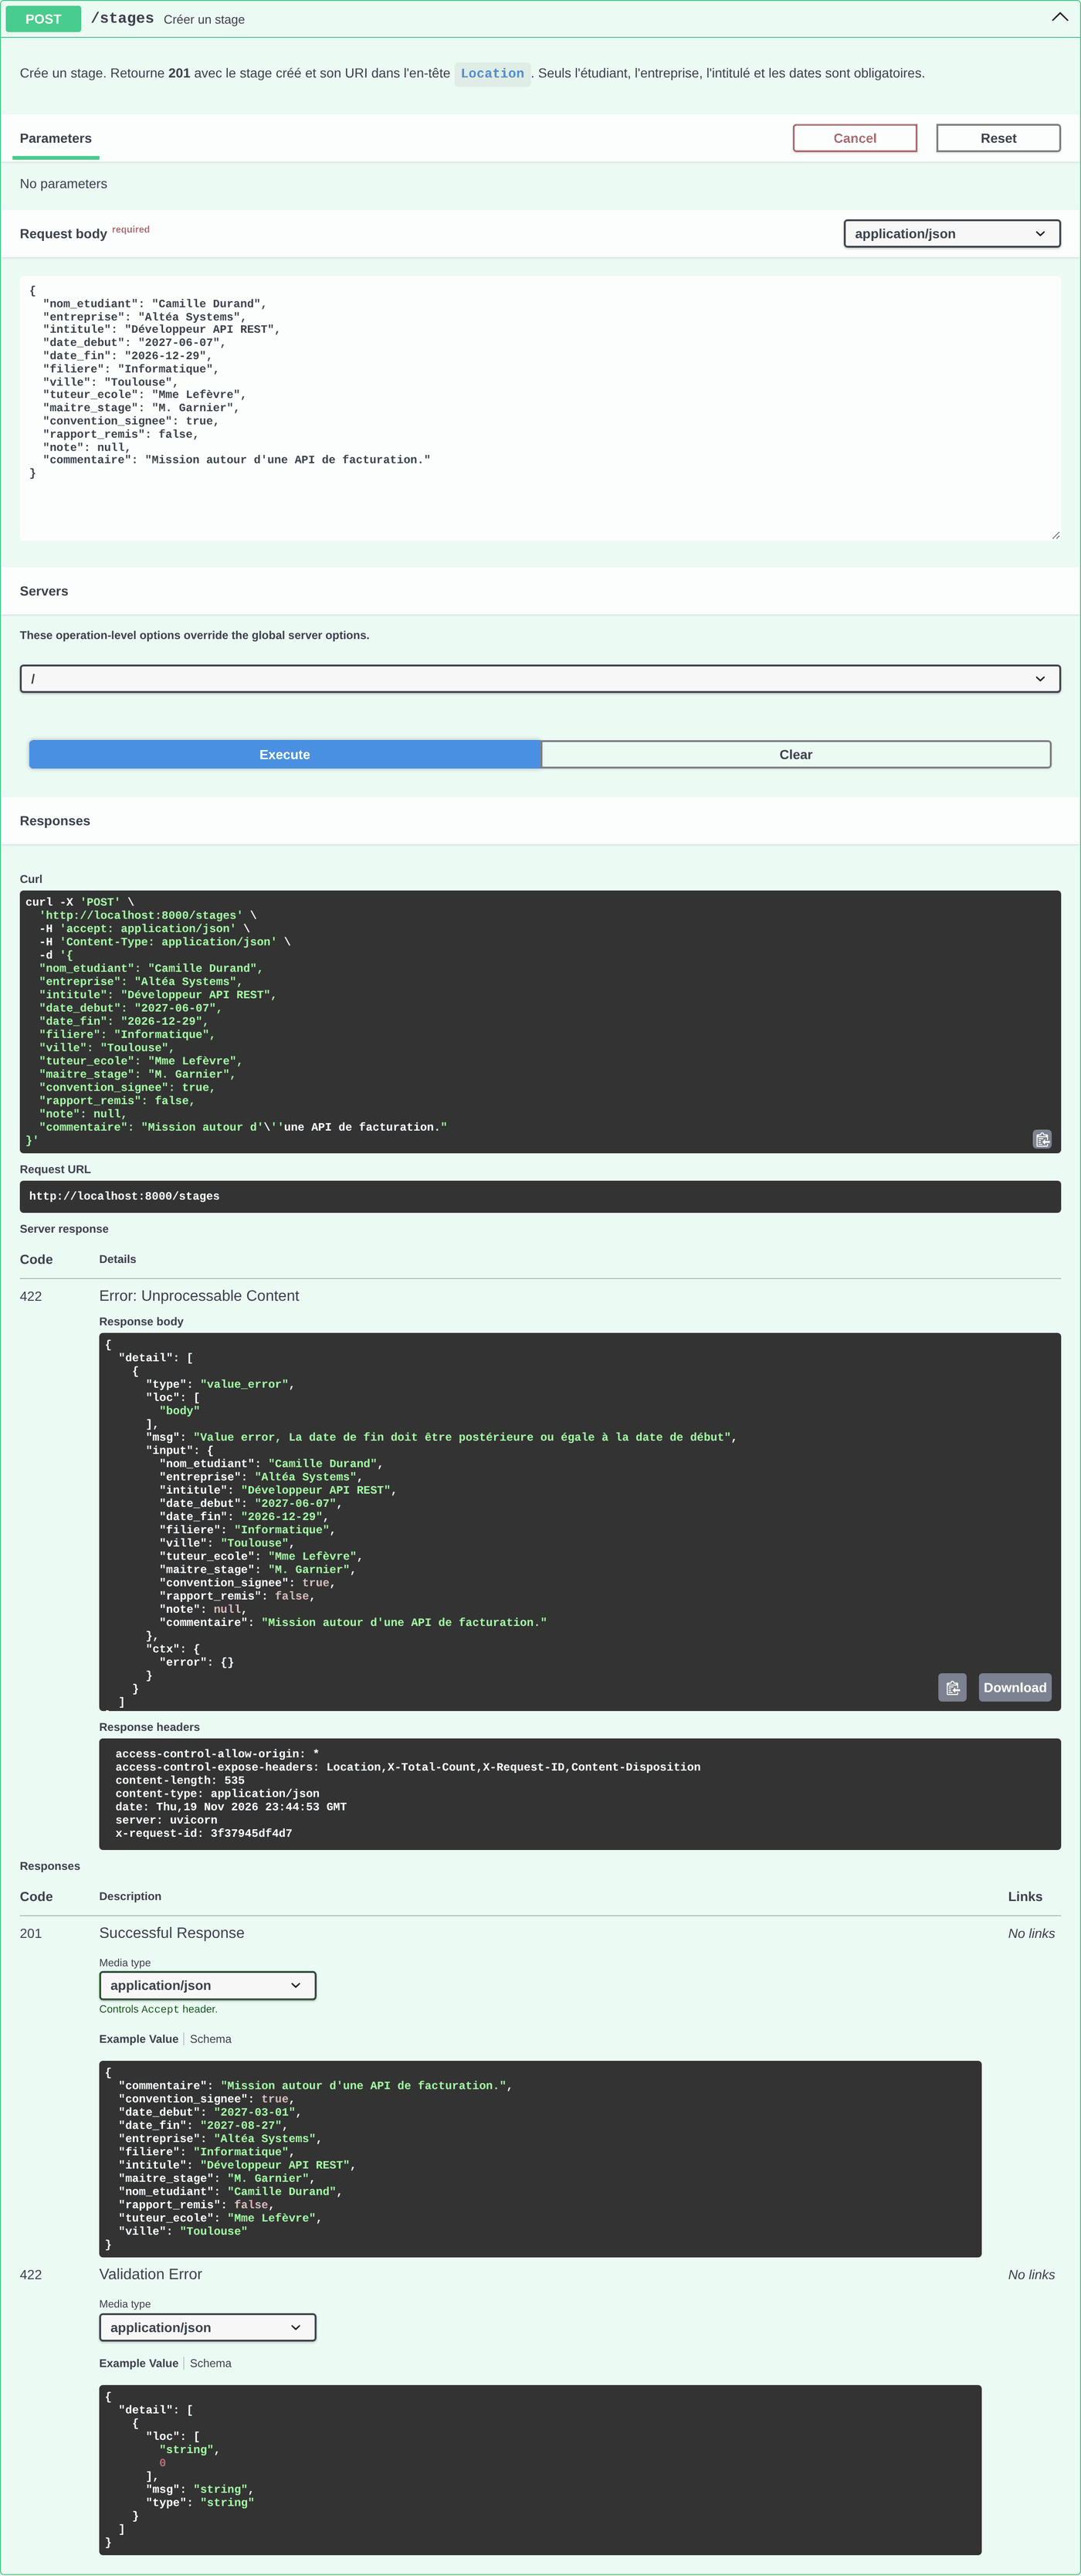 POST /stages Créer un stage
Crée un stage. Retourne 201 avec le stage créé et son URI dans l'en-tête Location. Seuls l'étudiant, l'entreprise, l'intitulé et les dates sont obligatoires.
Parameters
Cancel
Reset
No parameters
Request body required
application/json
{
  "nom_etudiant": "Camille Durand",
  "entreprise": "Altéa Systems",
  "intitule": "Développeur API REST",
  "date_debut": "2027-06-07",
  "date_fin": "2026-12-29",
  "filiere": "Informatique",
  "ville": "Toulouse",
  "tuteur_ecole": "Mme Lefèvre",
  "maitre_stage": "M. Garnier",
  "convention_signee": true,
  "rapport_remis": false,
  "note": null,
  "commentaire": "Mission autour d'une API de facturation."
}
Servers
These operation-level options override the global server options.
/
Execute
Clear
Responses
Curl
curl -X 'POST' \
  'http://localhost:8000/stages' \
  -H 'accept: application/json' \
  -H 'Content-Type: application/json' \
  -d '{
  "nom_etudiant": "Camille Durand",
  "entreprise": "Altéa Systems",
  "intitule": "Développeur API REST",
  "date_debut": "2027-06-07",
  "date_fin": "2026-12-29",
  "filiere": "Informatique",
  "ville": "Toulouse",
  "tuteur_ecole": "Mme Lefèvre",
  "maitre_stage": "M. Garnier",
  "convention_signee": true,
  "rapport_remis": false,
  "note": null,
  "commentaire": "Mission autour d'\''une API de facturation."
}'
Request URL
http://localhost:8000/stages
Server response
Code Details
422 Error: Unprocessable Content
Response body
{
  "detail": [
    {
      "type": "value_error",
      "loc": [
        "body"
      ],
      "msg": "Value error, La date de fin doit être postérieure ou égale à la date de début",
      "input": {
        "nom_etudiant": "Camille Durand",
        "entreprise": "Altéa Systems",
        "intitule": "Développeur API REST",
        "date_debut": "2027-06-07",
        "date_fin": "2026-12-29",
        "filiere": "Informatique",
        "ville": "Toulouse",
        "tuteur_ecole": "Mme Lefèvre",
        "maitre_stage": "M. Garnier",
        "convention_signee": true,
        "rapport_remis": false,
        "note": null,
        "commentaire": "Mission autour d'une API de facturation."
      },
      "ctx": {
        "error": {}
      }
    }
  ]
Download
Response headers
access-control-allow-origin: *
access-control-expose-headers: Location,X-Total-Count,X-Request-ID,Content-Disposition
content-length: 535
content-type: application/json
date: Thu,19 Nov 2026 23:44:53 GMT
server: uvicorn
x-request-id: 3f37945df4d7
Responses
Code Description Links
201 Successful Response No links
Media type
application/json
Controls Accept header.
Example Value Schema
{
  "commentaire": "Mission autour d'une API de facturation.",
  "convention_signee": true,
  "date_debut": "2027-03-01",
  "date_fin": "2027-08-27",
  "entreprise": "Altéa Systems",
  "filiere": "Informatique",
  "intitule": "Développeur API REST",
  "maitre_stage": "M. Garnier",
  "nom_etudiant": "Camille Durand",
  "rapport_remis": false,
  "tuteur_ecole": "Mme Lefèvre",
  "ville": "Toulouse"
}
422 Validation Error No links
Media type
application/json
Example Value Schema
{
  "detail": [
    {
      "loc": [
        "string",
        0
      ],
      "msg": "string",
      "type": "string"
    }
  ]
}